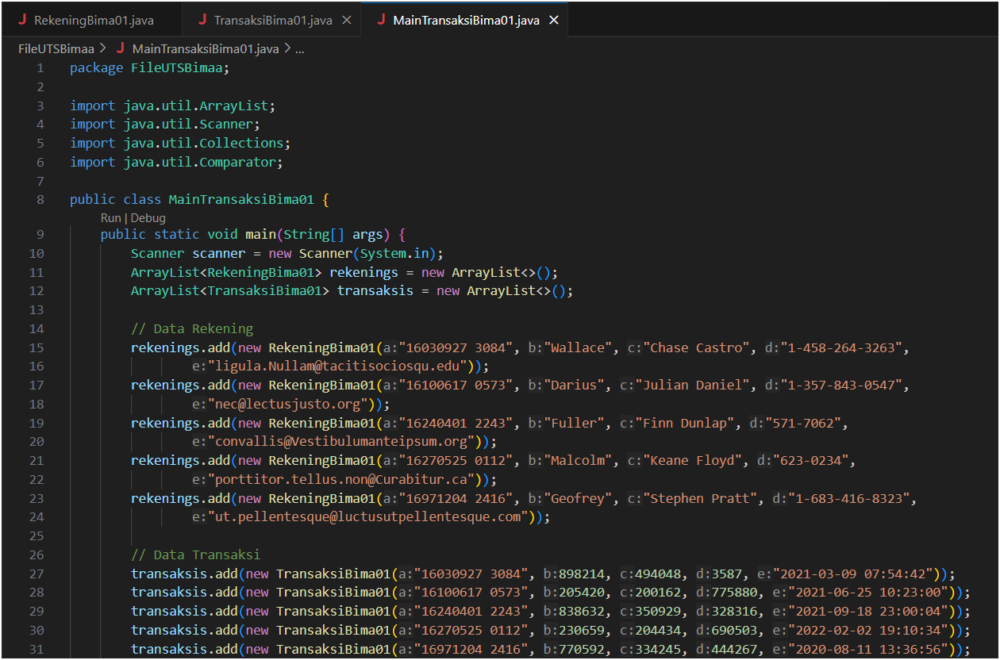 RekeningBima01.java TransaksiBima01.java MainTransaksiBima01.java
FileUTSBimaa > MainTransaksiBima01.java > ...
1 package FileUTSBimaa;
2
3 import java.util.ArrayList;
4 import java.util.Scanner;
5 import java.util.Collections;
6 import java.util.Comparator;
7
8 public class MainTransaksiBima01 {
Run | Debug
9 public static void main(String[] args) {
10 Scanner scanner = new Scanner(System.in);
11 ArrayList<RekeningBima01> rekenings = new ArrayList<>();
12 ArrayList<TransaksiBima01> transaksis = new ArrayList<>();
13
14 // Data Rekening
15 rekenings.add(new RekeningBima01(a:"16030927 3084", b:"Wallace", c:"Chase Castro", d:"1-458-264-3263",
16 e:"ligula.Nullam@tacitisociosqu.edu"));
17 rekenings.add(new RekeningBima01(a:"16100617 0573", b:"Darius", c:"Julian Daniel", d:"1-357-843-0547",
18 e:"nec@lectusjusto.org"));
19 rekenings.add(new RekeningBima01(a:"16240401 2243", b:"Fuller", c:"Finn Dunlap", d:"571-7062",
20 e:"convallis@Vestibulumanteipsum.org"));
21 rekenings.add(new RekeningBima01(a:"16270525 0112", b:"Malcolm", c:"Keane Floyd", d:"623-0234",
22 e:"porttitor.tellus.non@Curabitur.ca"));
23 rekenings.add(new RekeningBima01(a:"16971204 2416", b:"Geofrey", c:"Stephen Pratt", d:"1-683-416-8323",
24 e:"ut.pellentesque@luctusutpellentesque.com"));
25
26 // Data Transaksi
27 transaksis.add(new TransaksiBima01(a:"16030927 3084", b:898214, c:494048, d:3587, e:"2021-03-09 07:54:42"));
28 transaksis.add(new TransaksiBima01(a:"16100617 0573", b:205420, c:200162, d:775880, e:"2021-06-25 10:23:00"));
29 transaksis.add(new TransaksiBima01(a:"16240401 2243", b:838632, c:350929, d:328316, e:"2021-09-18 23:00:04"));
30 transaksis.add(new TransaksiBima01(a:"16270525 0112", b:230659, c:204434, d:690503, e:"2022-02-02 19:10:34"));
31 transaksis.add(new TransaksiBima01(a:"16971204 2416", b:770592, c:334245, d:444267, e:"2020-08-11 13:36:56"));